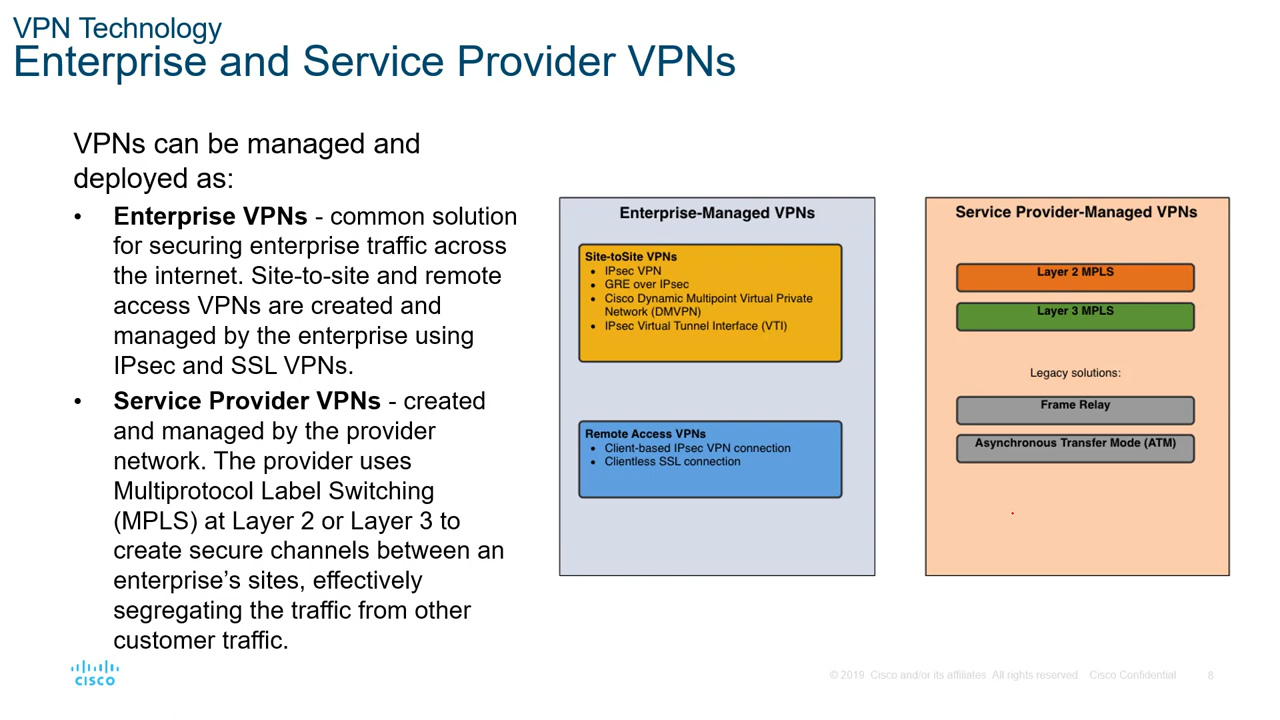 VPN Technology
Enterprise and Service Provider VPNs
VPNs can be managed and
deployed as:
• Enterprise VPNs - common solution
for securing enterprise traffic across
the internet. Site-to-site and remote
access VPNs are created and
managed by the enterprise using
IPsec and SSL VPNs.
• Service Provider VPNs - created
and managed by the provider
network. The provider uses
Multiprotocol Label Switching
(MPLS) at Layer 2 or Layer 3 to
create secure channels between an
enterprise’s sites, effectively
segregating the traffic from other
customer traffic.
Enterprise-Managed VPNs
Site-toSite VPNs
• IPsec VPN
• GRE over IPsec
• Cisco Dynamic Multipoint Virtual Private
Network (DMVPN)
• IPsec Virtual Tunnel Interface (VTI)
Remote Access VPNs
• Client-based IPsec VPN connection
• Clientless SSL connection
Service Provider-Managed VPNs
Layer 2 MPLS
Layer 3 MPLS
Legacy solutions:
Frame Relay
Asynchronous Transfer Mode (ATM)
CISCO
© 2019 Cisco and/or its affiliates. All rights reserved. Cisco Confidential
8